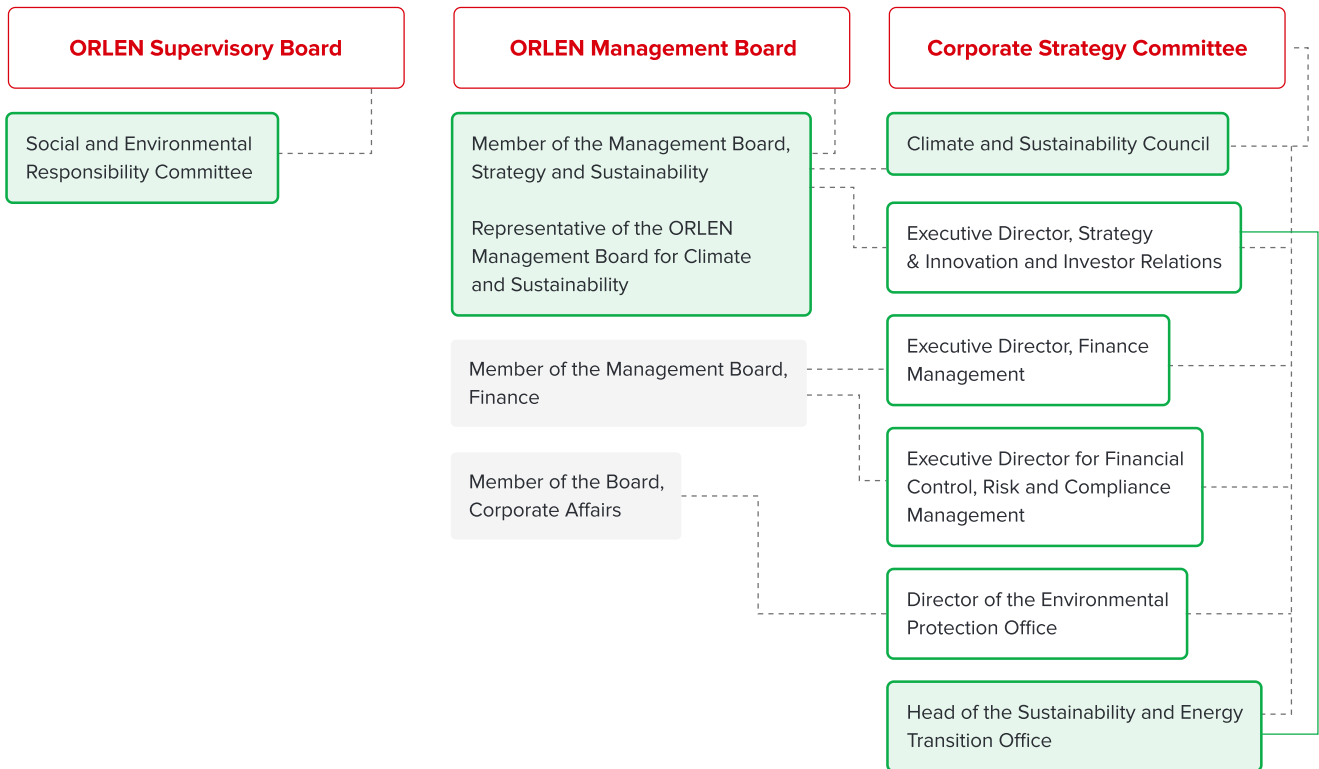 ORLEN Supervisory Board
Social and Environmental
Responsibility Committee
ORLEN Management Board
Member of the Management Board,
Strategy and Sustainability
Representative of the ORLEN
Management Board for Climate
and Sustainability
Member of the Management Board,
Finance
Member of the Board,
Corporate Affairs
Corporate Strategy Committee
Climate and Sustainability Council
Executive Director, Strategy
& Innovation and Investor Relations
Executive Director, Finance
Management
Executive Director for Financial
Control, Risk and Compliance
Management
Director of the Environmental
Protection Office
Head of the Sustainability and Energy
Transition Office